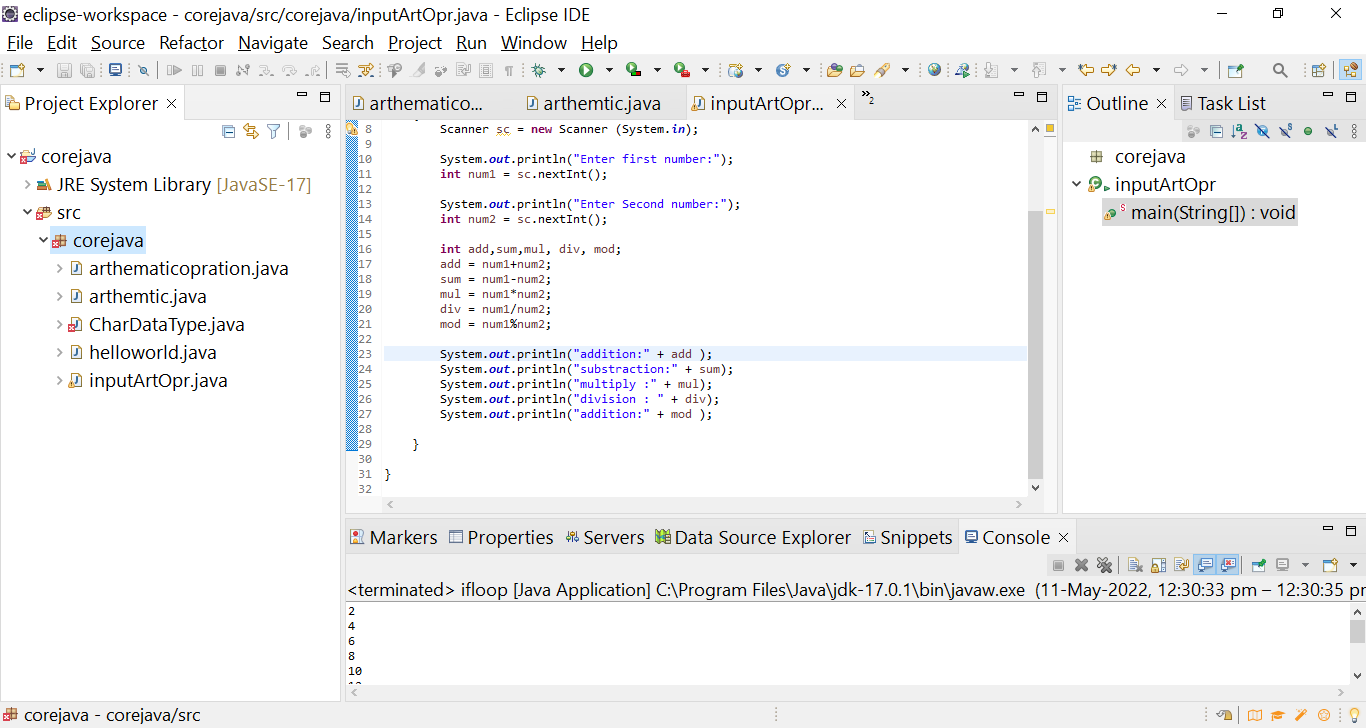 eclipse-workspace - corejava/src/corejava/inputArtOpr.java - Eclipse IDE
File Edit Source Refactor Navigate Search Project Run Window Help
Project Explorer
corejava
JRE System Library [JavaSE-17]
src
corejava
arthematicopration.java
arthemtic.java
CharDataType.java
helloworld.java
inputArtOpr.java
arthematico... arthemtic.java inputArtOpr... »2
8 Scanner sc = new Scanner (System.in);
9
10 System.out.println("Enter first number:");
11 int num1 = sc.nextInt();
12
13 System.out.println("Enter Second number:");
14 int num2 = sc.nextInt();
15
16 int add,sum,mul, div, mod;
17 add = num1+num2;
18 sum = num1-num2;
19 mul = num1*num2;
20 div = num1/num2;
21 mod = num1%num2;
22
23 System.out.println("addition:" + add );
24 System.out.println("substraction:" + sum);
25 System.out.println("multiply :" + mul);
26 System.out.println("division : " + div);
27 System.out.println("addition:" + mod );
28
29 }
30
31 }
32
Outline Task List
corejava
inputArtOpr
main(String[]) : void
Markers Properties Servers Data Source Explorer Snippets Console
<terminated> ifloop [Java Application] C:\Program Files\Java\jdk-17.0.1\bin\javaw.exe (11-May-2022, 12:30:33 pm – 12:30:35 pr
2
4
6
8
10
corejava - corejava/src